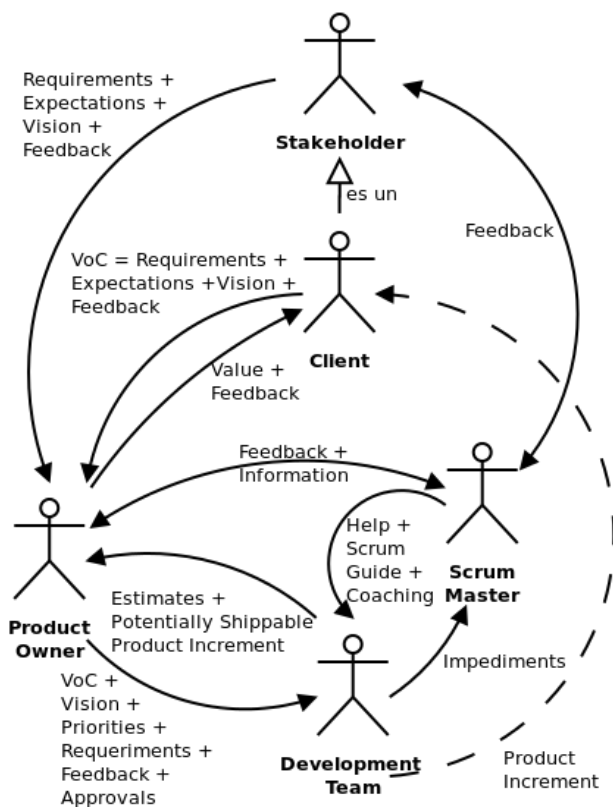 Requirements +
Expectations +
Vision +
Feedback
Stakeholder
es un
Feedback
VoC = Requirements +
Expectations +Vision +
Feedback
Client
Value +
Feedback
Feedback +
Information
Help +
Scrum
Guide +
Coaching
Scrum
Master
Product
Owner
Estimates +
Potentially Shippable
Product Increment
Impediments
VoC +
Vision +
Priorities +
Requeriments +
Feedback +
Approvals
Development
Team
Product
Increment